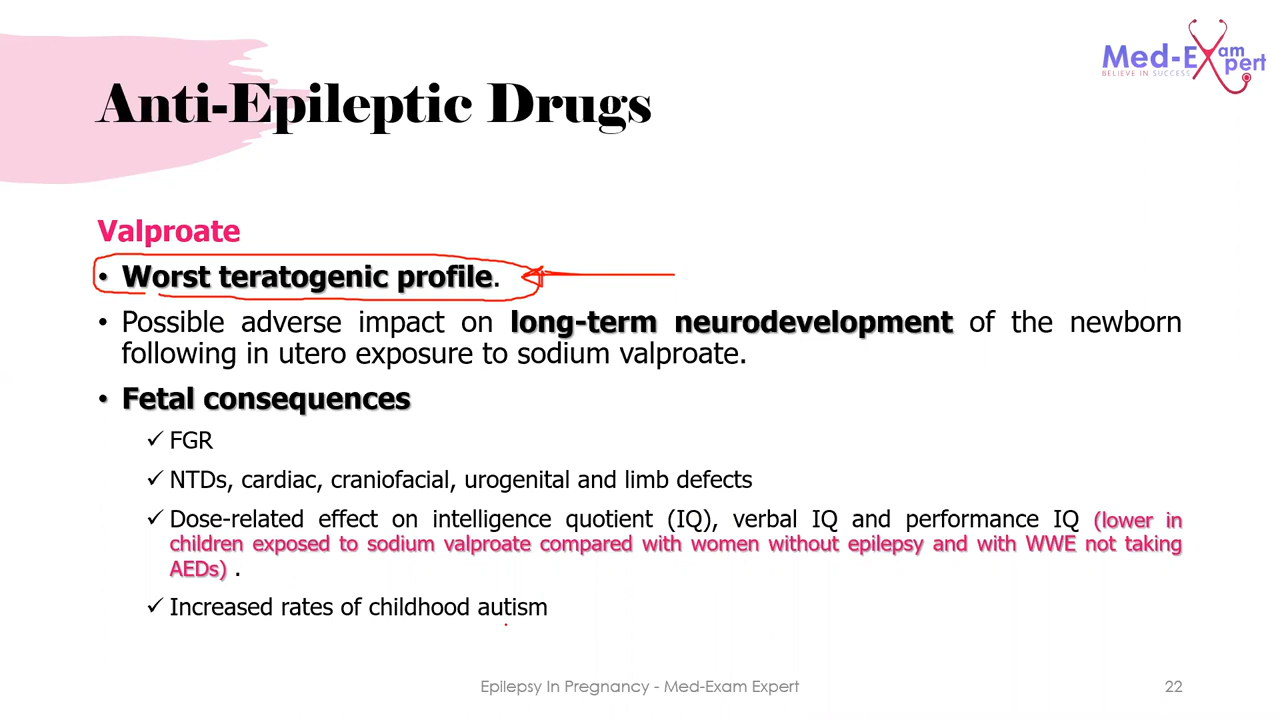 Med-Exam
pert
BELIEVE IN SUCCESS
Anti-Epileptic Drugs
Valproate
• Worst teratogenic profile.
• Possible adverse impact on long-term neurodevelopment of the newborn
following in utero exposure to sodium valproate.
• Fetal consequences
✓ FGR
✓ NTDs, cardiac, craniofacial, urogenital and limb defects
✓ Dose-related effect on intelligence quotient (IQ), verbal IQ and performance IQ (lower in
children exposed to sodium valproate compared with women without epilepsy and with WWE not taking
AEDs) .
✓ Increased rates of childhood autism
Epilepsy In Pregnancy - Med-Exam Expert
22